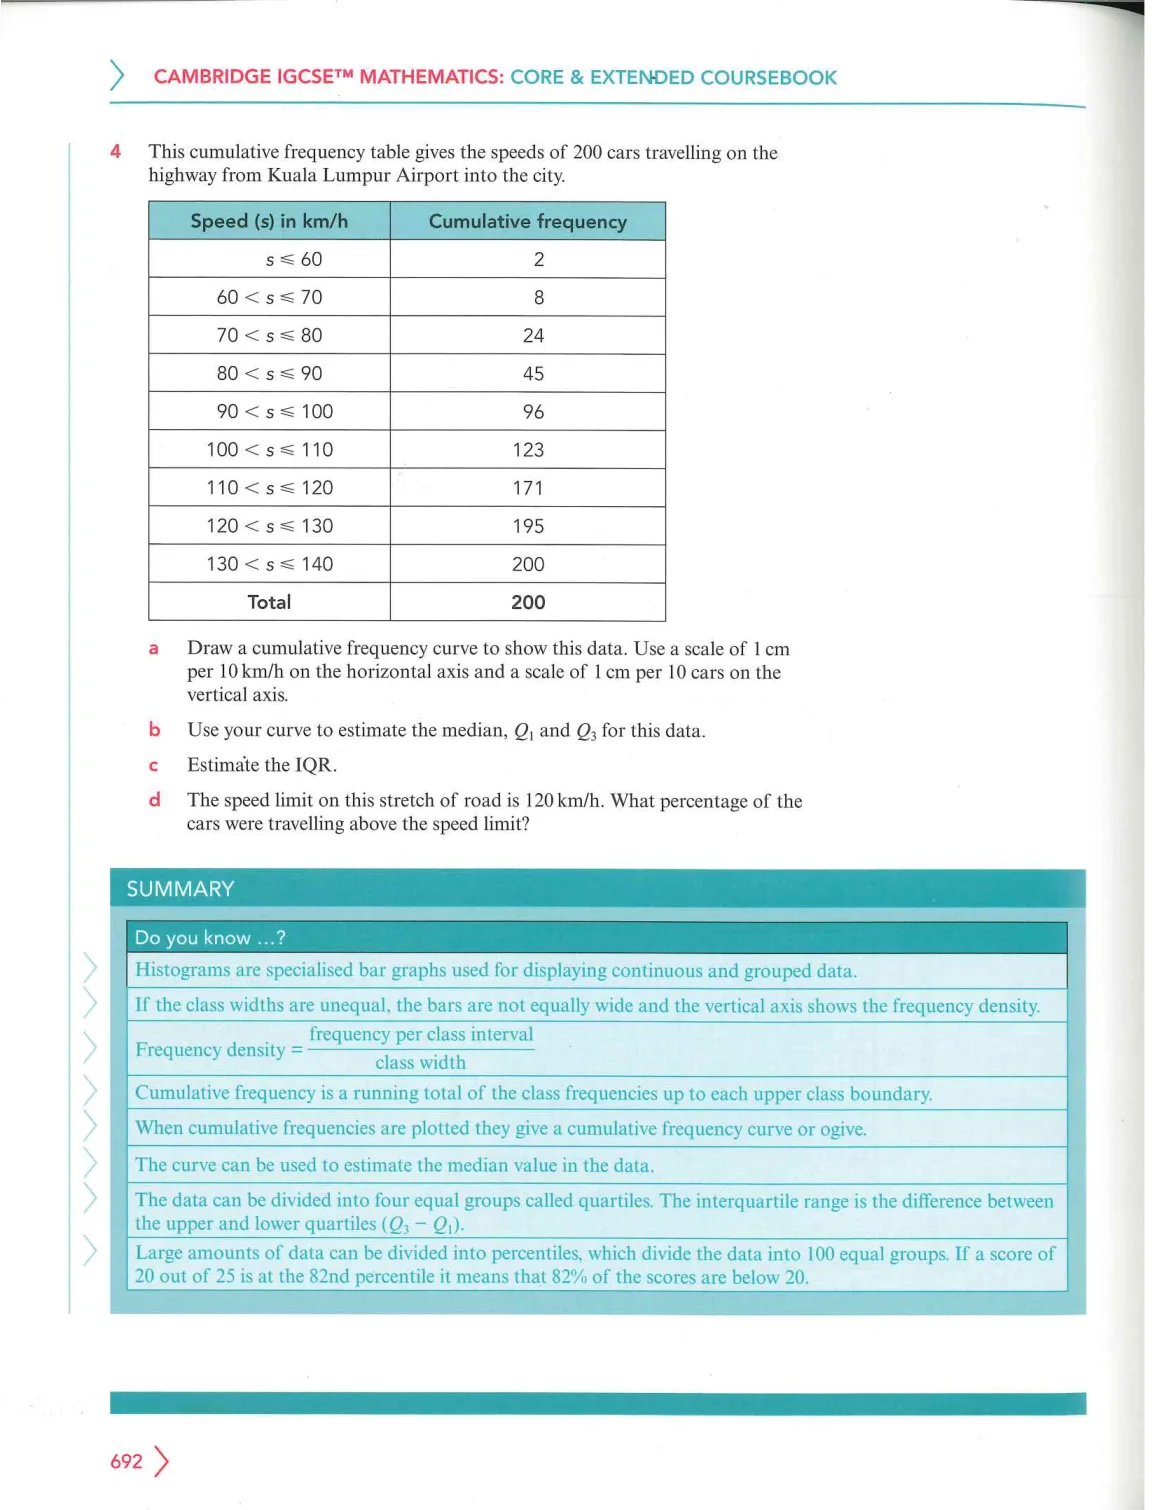 CAMBRIDGE IGCSE™ MATHEMATICS: CORE & EXTENDED COURSEBOOK
4 This cumulative frequency table gives the speeds of 200 cars travelling on the
highway from Kuala Lumpur Airport into the city.
Speed (s) in km/h Cumulative frequency
s ⩽ 60 2
60 < s ⩽ 70 8
70 < s ⩽ 80 24
80 < s ⩽ 90 45
90 < s ⩽ 100 96
100 < s ⩽ 110 123
110 < s ⩽ 120 171
120 < s ⩽ 130 195
130 < s ⩽ 140 200
Total 200
a Draw a cumulative frequency curve to show this data. Use a scale of 1 cm
per 10 km/h on the horizontal axis and a scale of 1 cm per 10 cars on the
vertical axis.
b Use your curve to estimate the median, Q₁ and Q₃ for this data.
c Estimate the IQR.
d The speed limit on this stretch of road is 120 km/h. What percentage of the
cars were travelling above the speed limit?
SUMMARY
Do you know ...?
Histograms are specialised bar graphs used for displaying continuous and grouped data.
If the class widths are unequal, the bars are not equally wide and the vertical axis shows the frequency density.
Frequency density = frequency per class interval
class width
Cumulative frequency is a running total of the class frequencies up to each upper class boundary.
When cumulative frequencies are plotted they give a cumulative frequency curve or ogive.
The curve can be used to estimate the median value in the data.
The data can be divided into four equal groups called quartiles. The interquartile range is the difference between
the upper and lower quartiles (Q₃ − Q₁).
Large amounts of data can be divided into percentiles, which divide the data into 100 equal groups. If a score of
20 out of 25 is at the 82nd percentile it means that 82% of the scores are below 20.
692